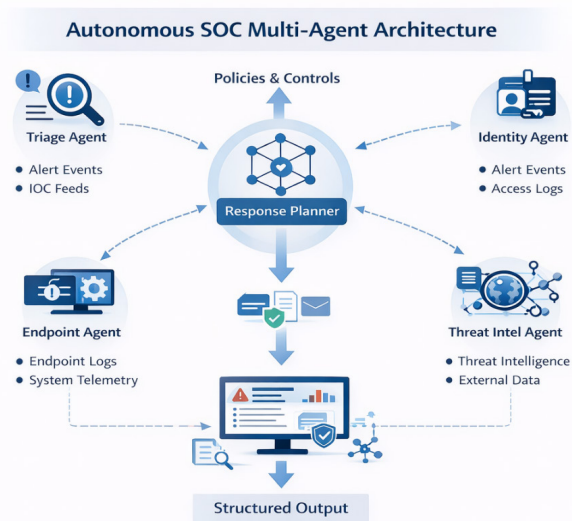 Autonomous SOC Multi-Agent Architecture
Policies & Controls
Triage Agent
• Alert Events
• IOC Feeds
Identity Agent
• Alert Events
• Access Logs
Response Planner
Endpoint Agent
• Endpoint Logs
• System Telemetry
Threat Intel Agent
• Threat Intelligence
• External Data
Structured Output